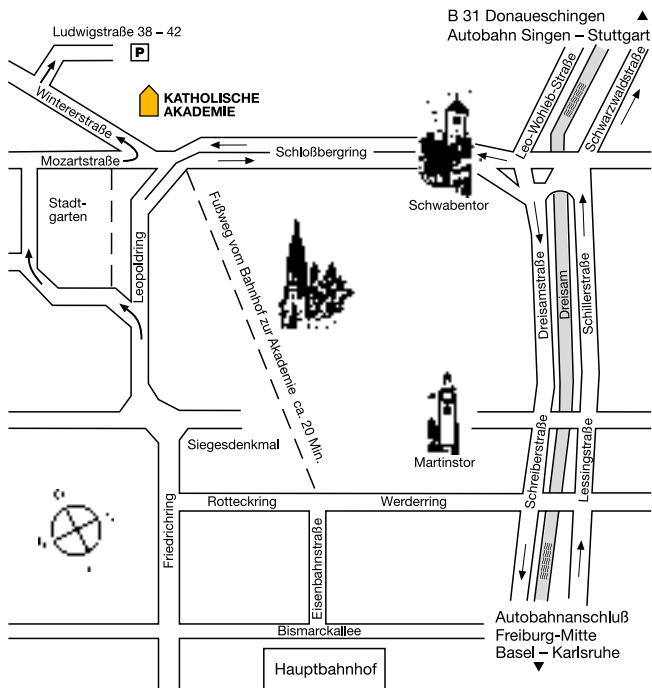 B 31 Donaueschingen ▲
Autobahn Singen – Stuttgart
Ludwigstraße 38 – 42
P
Wintererstraße
KATHOLISCHE
AKADEMIE
Leo-Wohleb-Straße
Schwarzwaldstraße
Mozartstraße
Schloßbergring
Schwabentor
Stadt-
garten
Leopoldring
Fußweg vom Bahnhof zur Akademie ca. 20 Min.
Dreisamstraße
Dreisam
Schillerstraße
Siegesdenkmal
Martinstor
Schreiberstraße
Lessingstraße
Rotteckring
Werderring
Friedrichring
Eisenbahnstraße
Bismarckallee
Hauptbahnhof
Autobahnanschluß
Freiburg-Mitte
Basel – Karlsruhe
▼